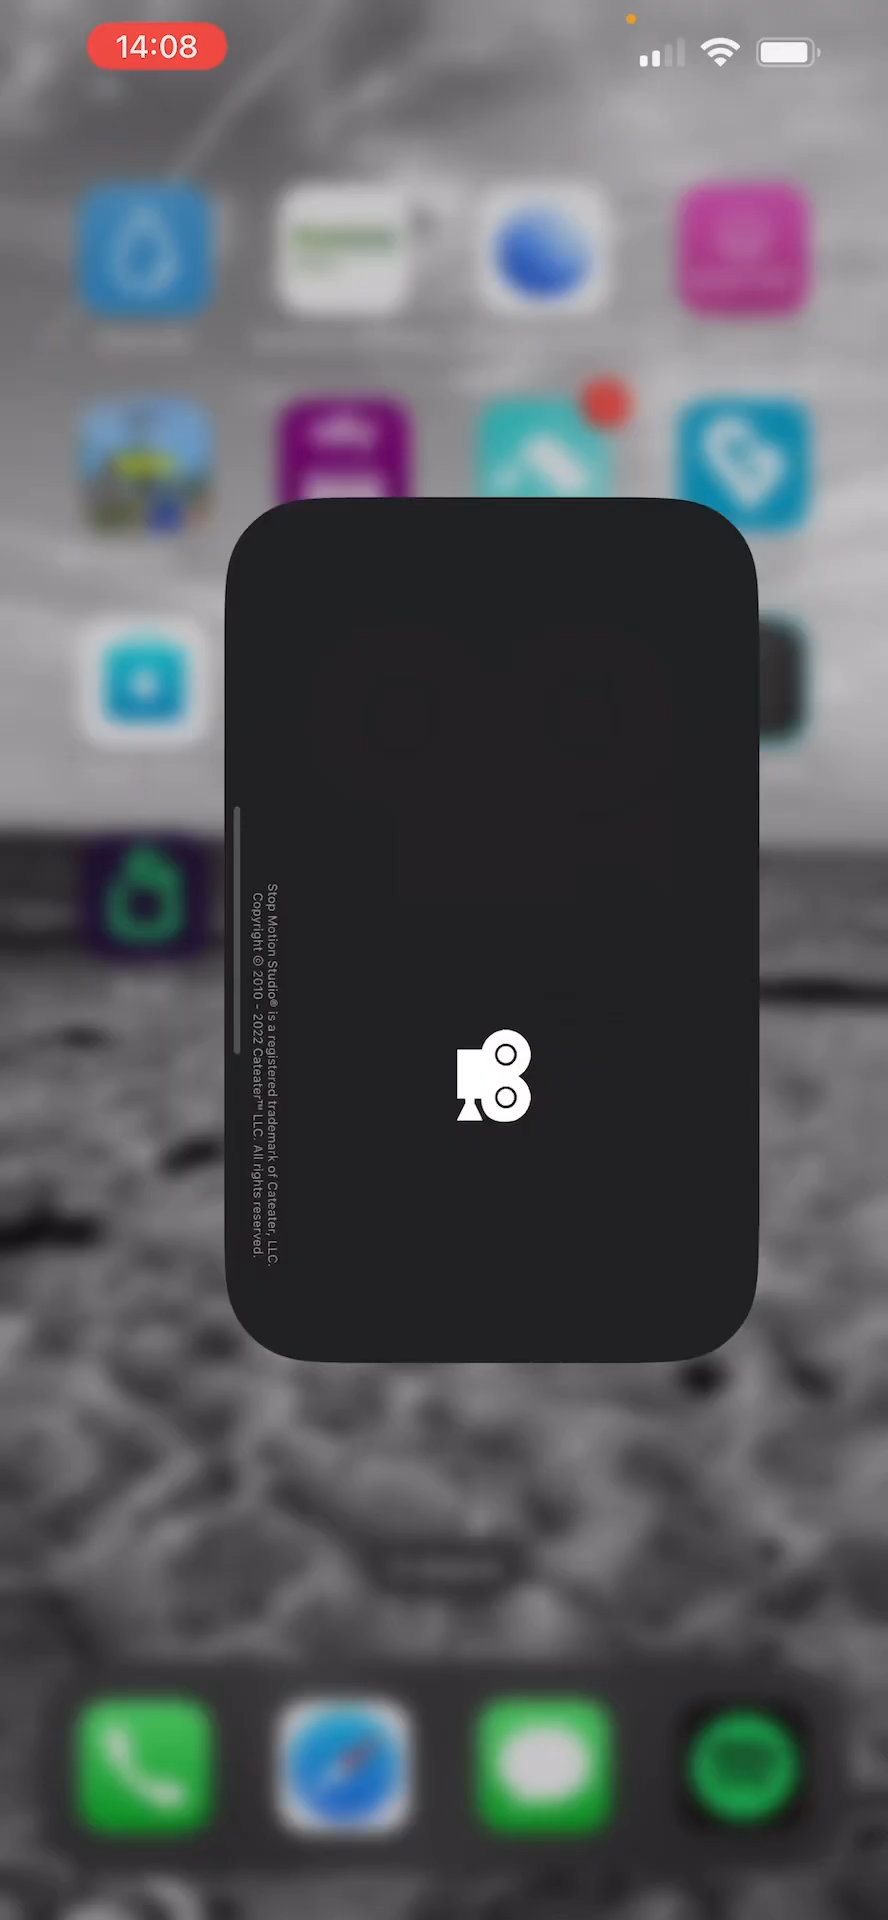 14:08
Stop Motion Studio® is a registered trademark of Cateater, LLC.
Copyright © 2010 - 2022 Cateater™ LLC. All rights reserved.